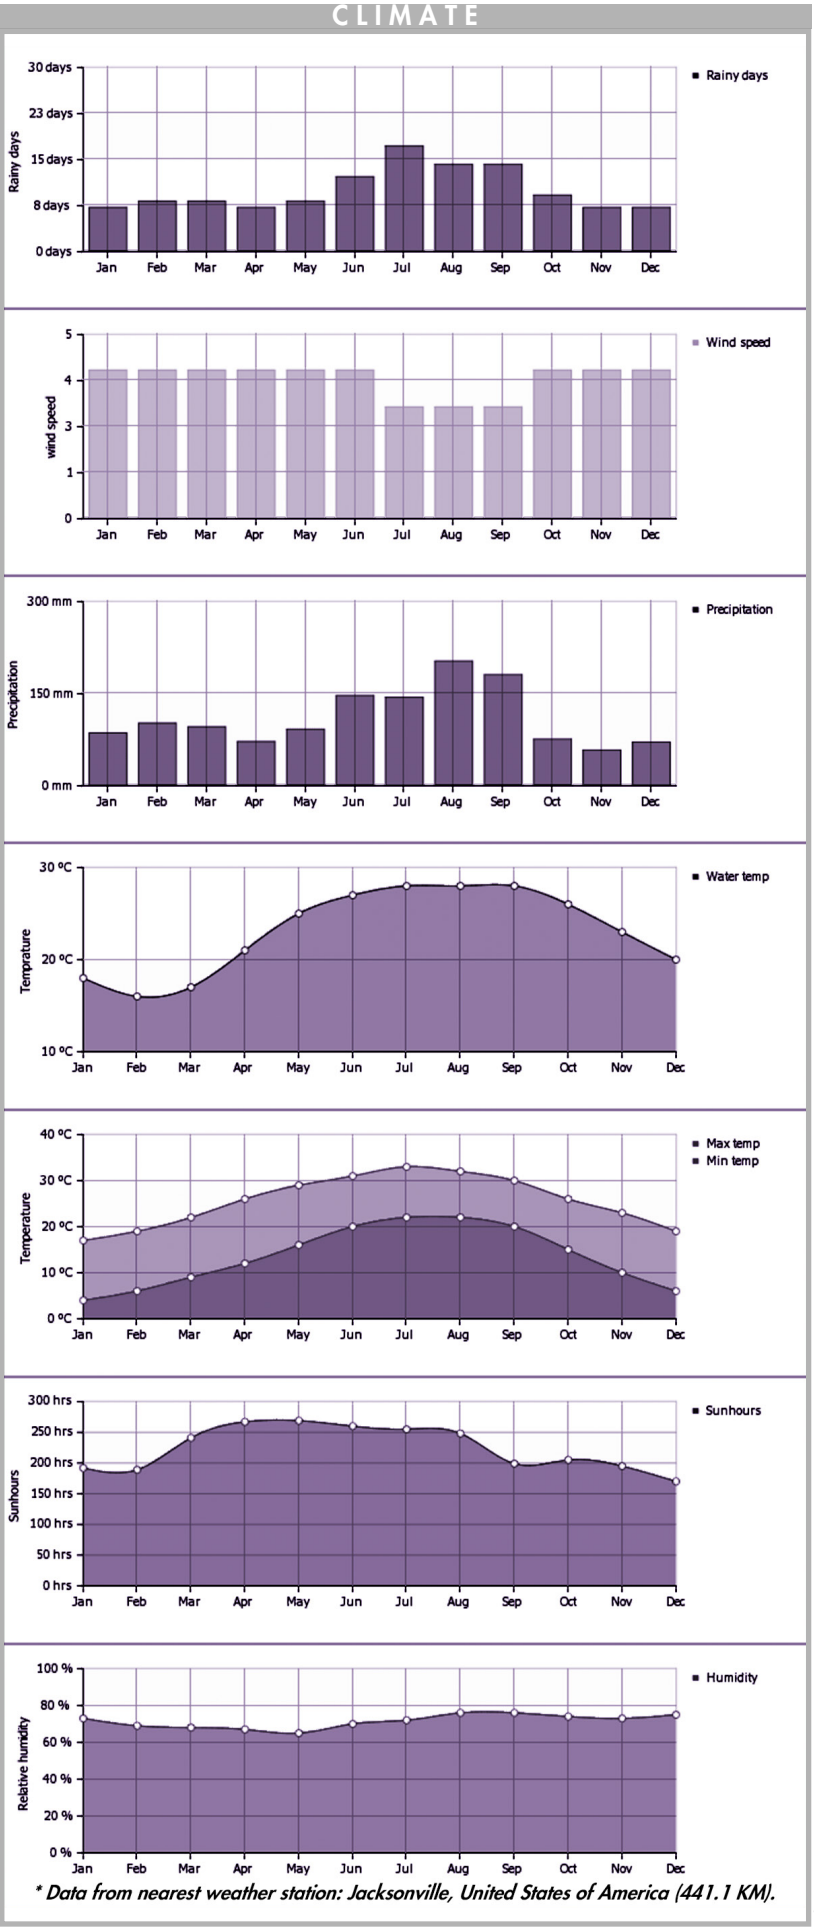 CLIMATE
30 days
Rainy days
23 days
15 days
Rainy days
8 days
0 days
Jan Feb Mar Apr May Jun Jul Aug Sep Oct Nov Dec
5
Wind speed
4
3
wind speed
1
0
Jan Feb Mar Apr May Jun Jul Aug Sep Oct Nov Dec
300 mm
Precipitation
150 mm
Precipitation
0 mm
Jan Feb Mar Apr May Jun Jul Aug Sep Oct Nov Dec
30 ºC
Water temp
20 ºC
Temprature
10 ºC
Jan Feb Mar Apr May Jun Jul Aug Sep Oct Nov Dec
40 ºC
Max temp
Min temp
30 ºC
20 ºC
Temperature
10 ºC
0 ºC
Jan Feb Mar Apr May Jun Jul Aug Sep Oct Nov Dec
300 hrs
Sunhours
250 hrs
200 hrs
150 hrs
Sunhours
100 hrs
50 hrs
0 hrs
Jan Feb Mar Apr May Jun Jul Aug Sep Oct Nov Dec
100 %
Humidity
80 %
60 %
Relative humidity
40 %
20 %
0 %
Jan Feb Mar Apr May Jun Jul Aug Sep Oct Nov Dec
* Data from nearest weather station: Jacksonville, United States of America (441.1 KM).